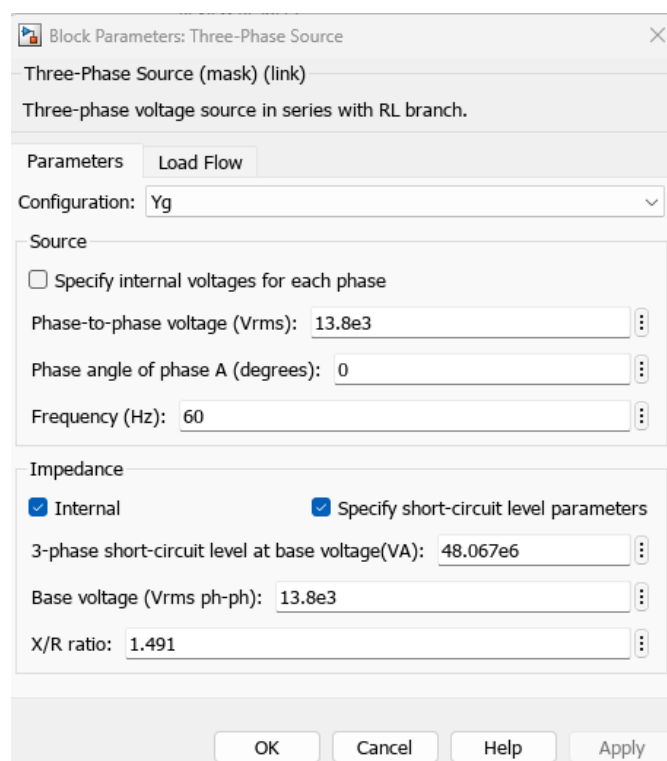 Block Parameters: Three-Phase Source
Three-Phase Source (mask) (link)
Three-phase voltage source in series with RL branch.
Parameters Load Flow
Configuration: Yg
Source
Specify internal voltages for each phase
Phase-to-phase voltage (Vrms): 13.8e3
Phase angle of phase A (degrees): 0
Frequency (Hz): 60
Impedance
Internal Specify short-circuit level parameters
3-phase short-circuit level at base voltage(VA): 48.067e6
Base voltage (Vrms ph-ph): 13.8e3
X/R ratio: 1.491
OK Cancel Help Apply